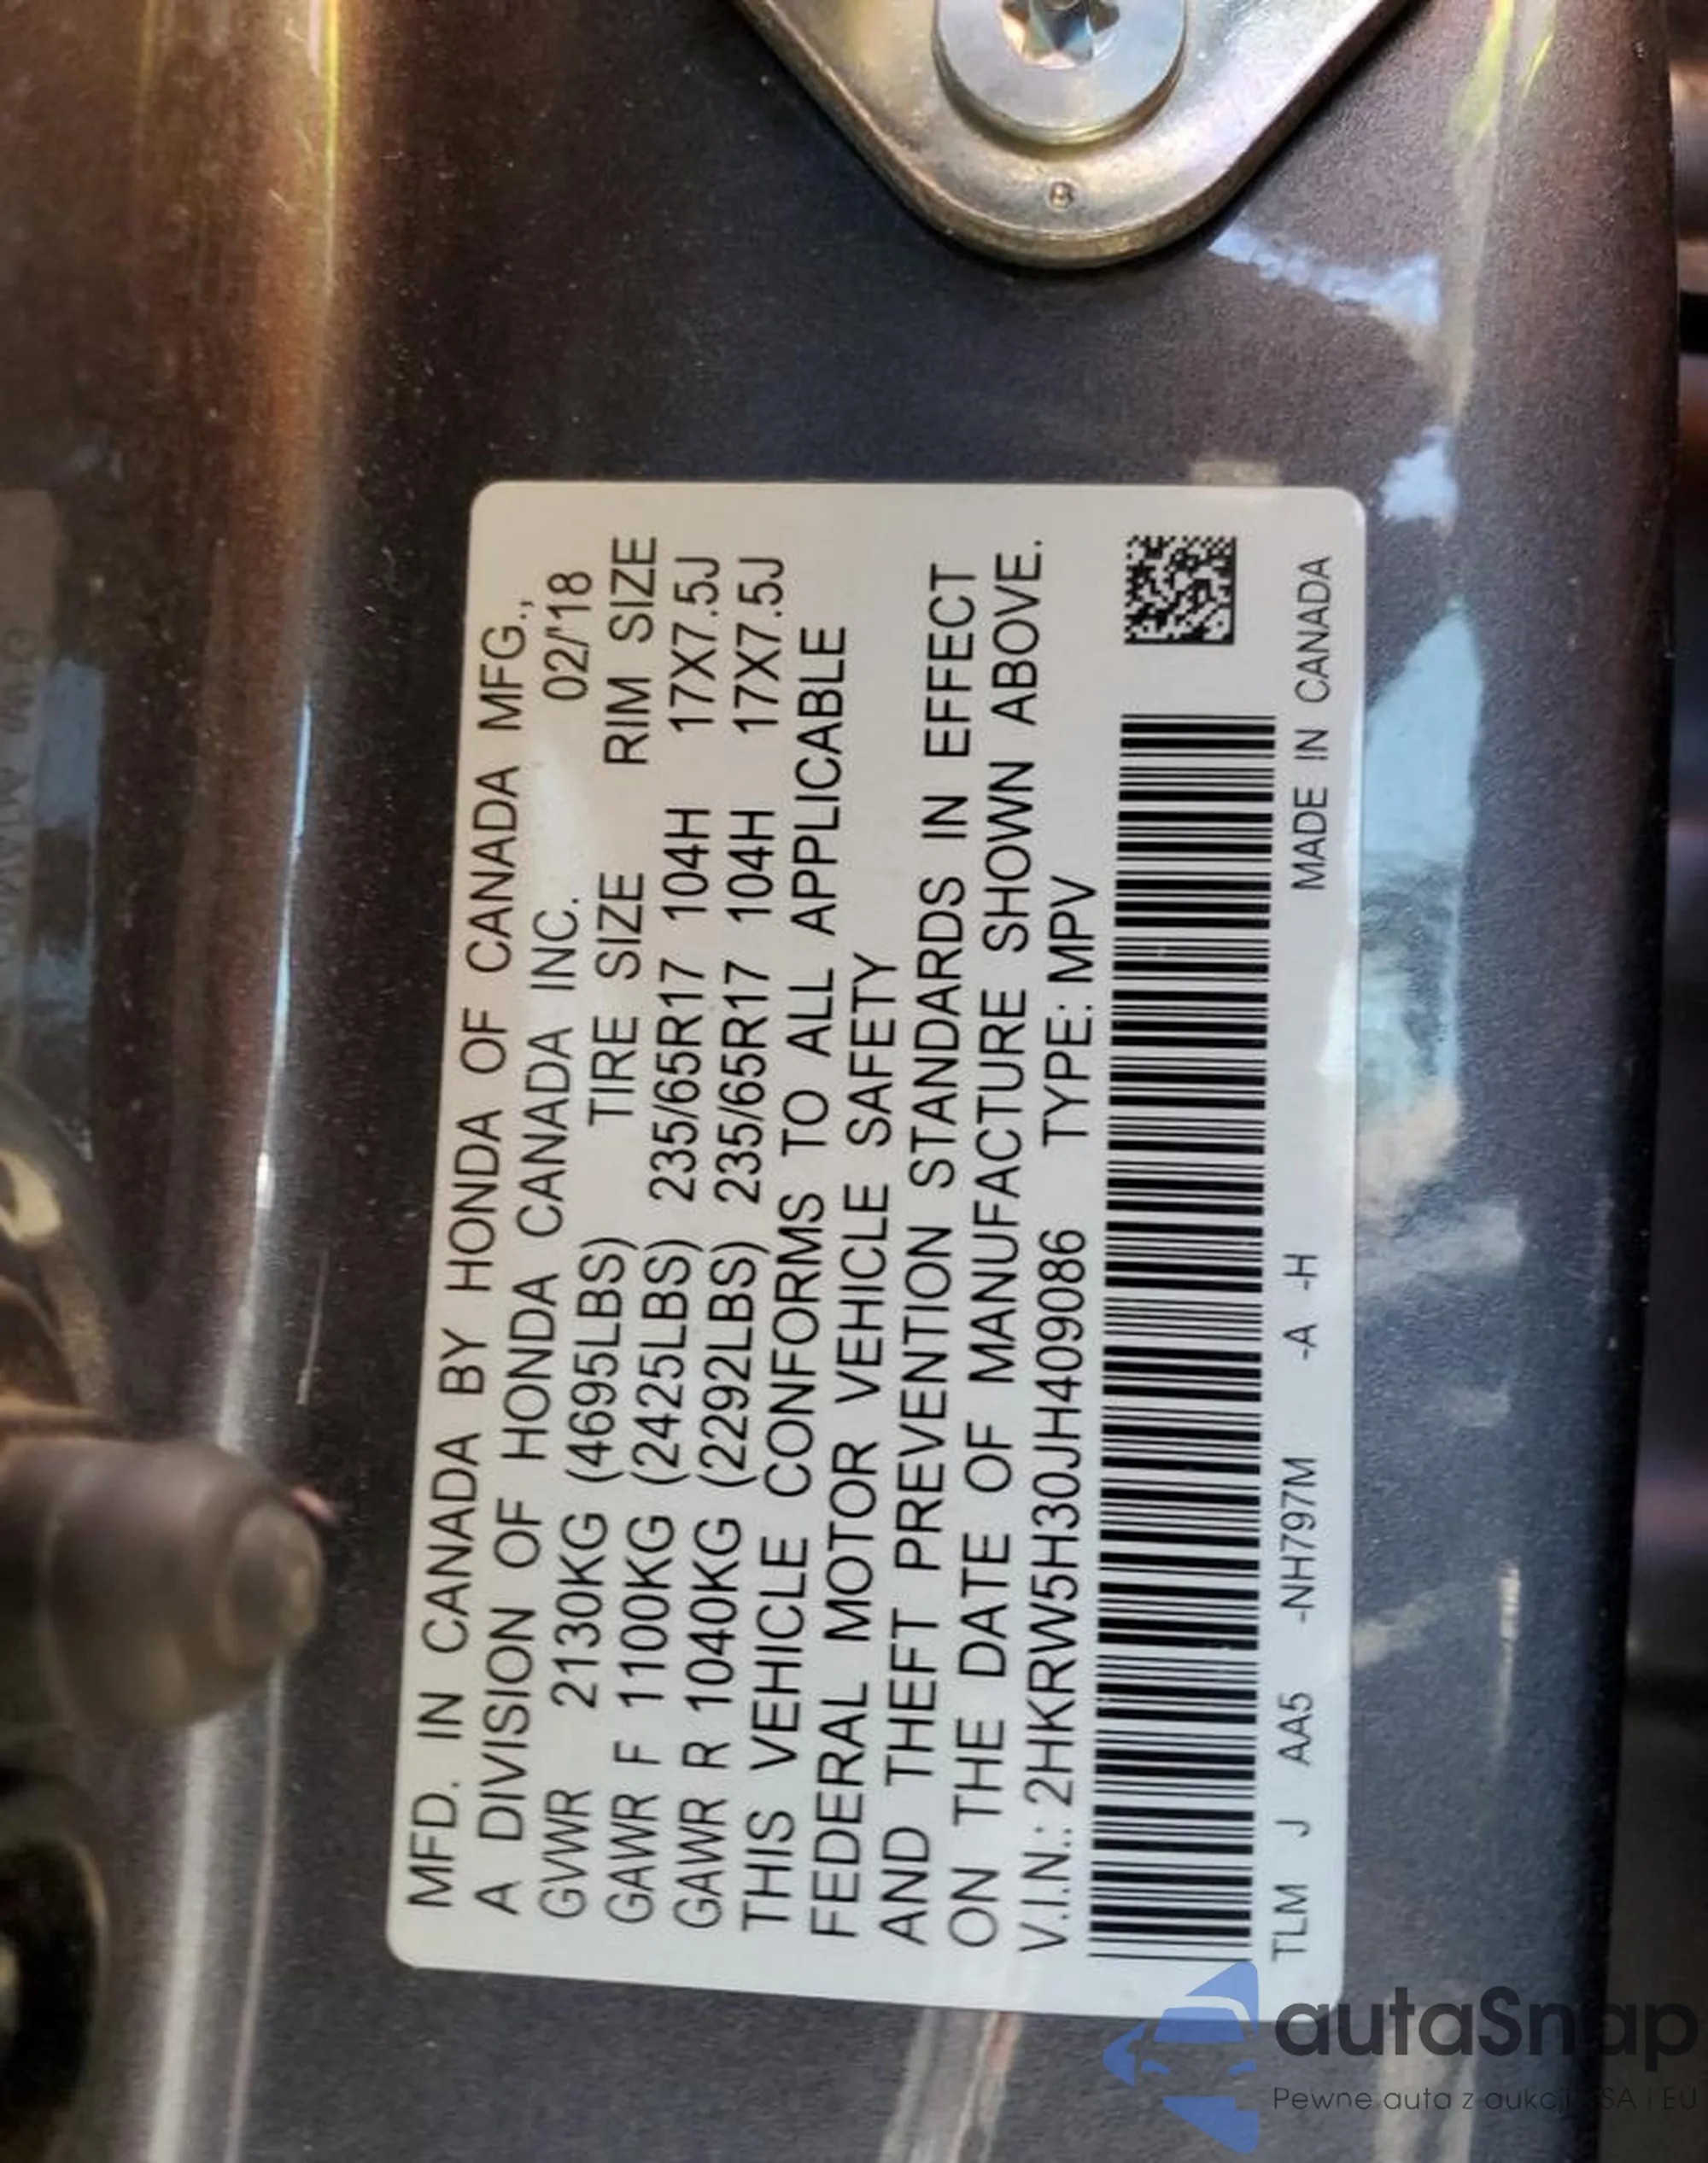 MFD. IN CANADA BY HONDA OF CANADA MFG.,
A DIVISION OF HONDA CANADA INC. 02/'18
GVWR 2130KG (4695LBS) TIRE SIZE RIM SIZE
GAWR F 1100KG (2425LBS) 235/65R17 104H 17X7.5J
GAWR R 1040KG (2292LBS) 235/65R17 104H 17X7.5J
THIS VEHICLE CONFORMS TO ALL APPLICABLE
FEDERAL MOTOR VEHICLE SAFETY
AND THEFT PREVENTION STANDARDS IN EFFECT
ON THE DATE OF MANUFACTURE SHOWN ABOVE.
V.I.N.: 2HKRW5H30JH409086 TYPE: MPV
TLM J AA5 -NH797M -A -H MADE IN CANADA
autaSnap
Pewne auta z aukcji SA i EU